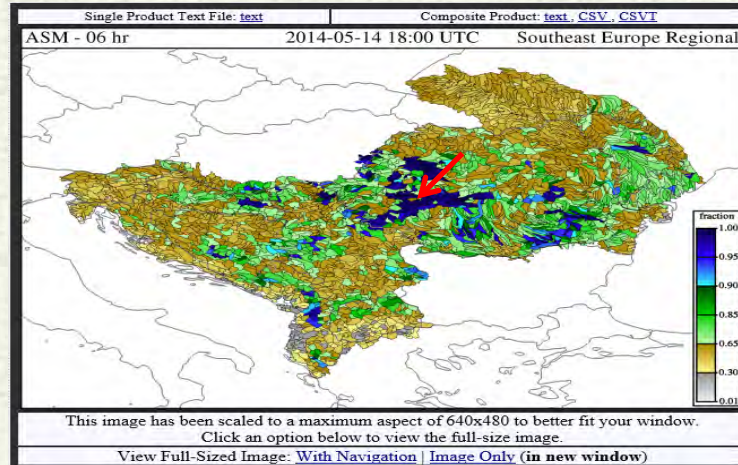 Single Product Text File: text
Composite Product: text , CSV , CSVT
ASM - 06 hr 2014-05-14 18:00 UTC Southeast Europe Regional
fraction
1.00
0.95
0.90
0.85
0.65
0.30
0.01
This image has been scaled to a maximum aspect of 640x480 to better fit your window.
Click an option below to view the full-size image.
View Full-Sized Image: With Navigation | Image Only (in new window)